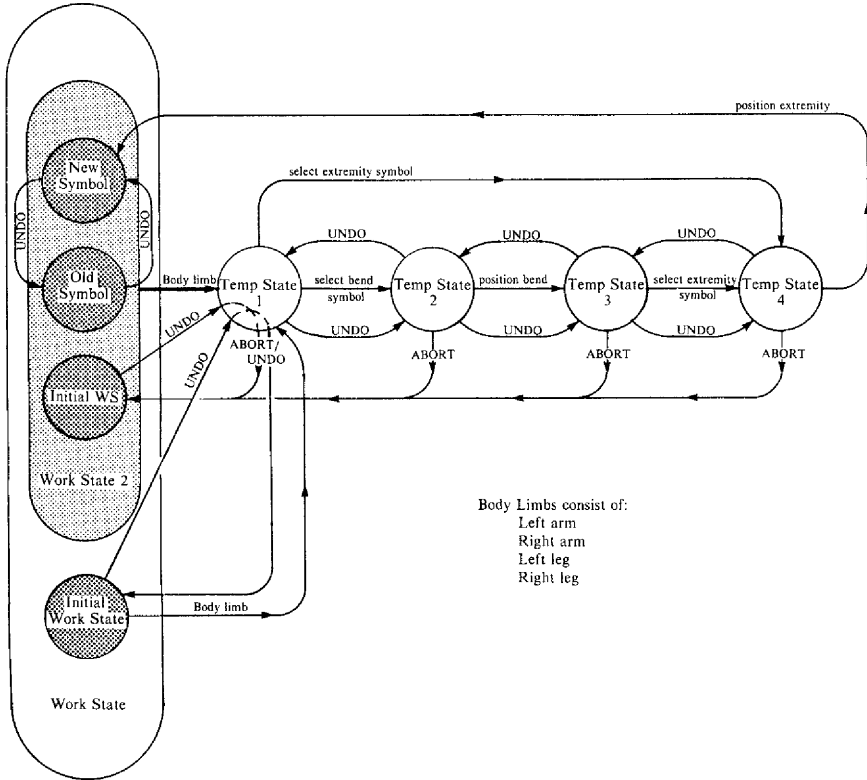 position extremity
New
Symbol
select extremity symbol
UNDO
UNDO
UNDO
UNDO
UNDO
Old
Symbol
Body limb
Temp State
1
select bend
symbol
Temp State
2
position bend
Temp State
3
select extremity
symbol
Temp State
4
UNDO
UNDO
UNDO
UNDO
ABORT/
UNDO
ABORT
ABORT
ABORT
UNDO
Initial WS
Work State 2
Body Limbs consist of:
Left arm
Right arm
Left leg
Right leg
Initial
Work State
Body limb
Work State